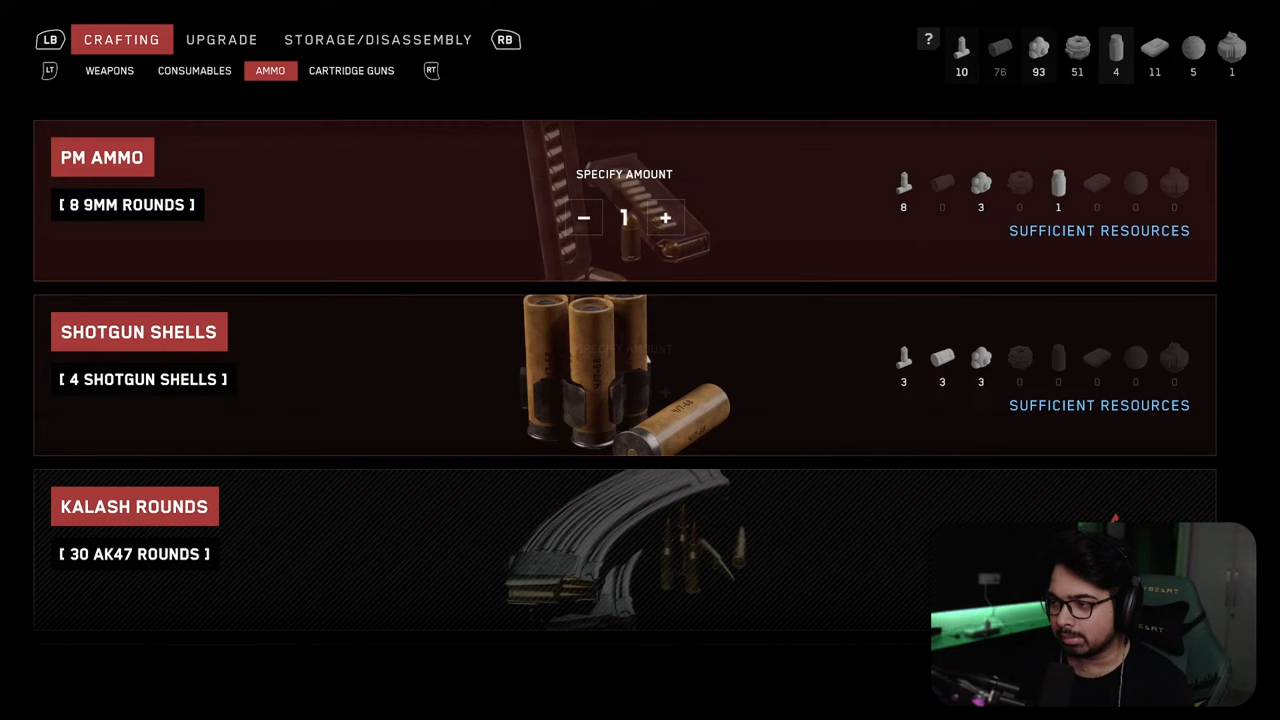 LB CRAFTING UPGRADE STORAGE/DISASSEMBLY RB
LT WEAPONS CONSUMABLES AMMO CARTRIDGE GUNS RT
?
10 76 93 51 4 11 5 1
PM AMMO
[ 8 9MM ROUNDS ]
SPECIFY AMOUNT
− 1 +
8 0 3 0 1 0 0 0
SUFFICIENT RESOURCES
SHOTGUN SHELLS
[ 4 SHOTGUN SHELLS ]
SPECIFY AMOUNT
+
3 3 3 0 0 0 0 0
SUFFICIENT RESOURCES
KALASH ROUNDS
[ 30 AK47 ROUNDS ]